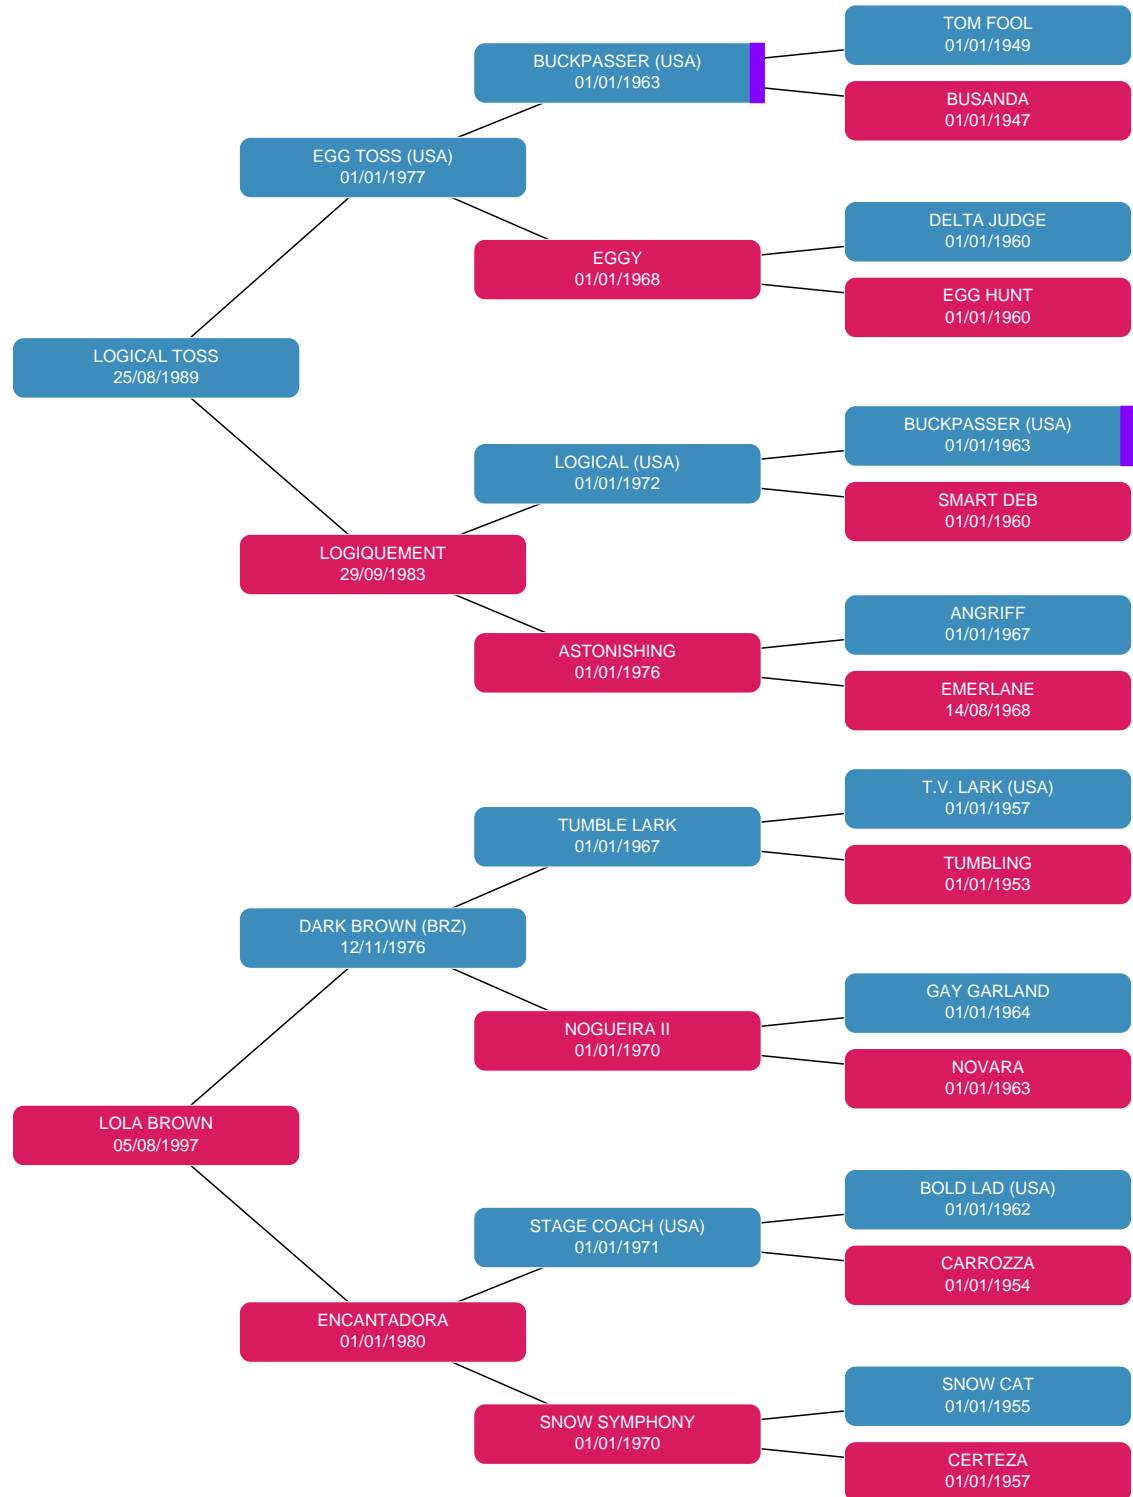 TOM FOOL
01/01/1949
BUCKPASSER (USA)
01/01/1963
BUSANDA
01/01/1947
EGG TOSS (USA)
01/01/1977
DELTA JUDGE
01/01/1960
EGGY
01/01/1968
EGG HUNT
01/01/1960
LOGICAL TOSS
25/08/1989
BUCKPASSER (USA)
01/01/1963
LOGICAL (USA)
01/01/1972
SMART DEB
01/01/1960
LOGIQUEMENT
29/09/1983
ANGRIFF
01/01/1967
ASTONISHING
01/01/1976
EMERLANE
14/08/1968
T.V. LARK (USA)
01/01/1957
TUMBLE LARK
01/01/1967
TUMBLING
01/01/1953
DARK BROWN (BRZ)
12/11/1976
GAY GARLAND
01/01/1964
NOGUEIRA II
01/01/1970
NOVARA
01/01/1963
LOLA BROWN
05/08/1997
BOLD LAD (USA)
01/01/1962
STAGE COACH (USA)
01/01/1971
CARROZZA
01/01/1954
ENCANTADORA
01/01/1980
SNOW CAT
01/01/1955
SNOW SYMPHONY
01/01/1970
CERTEZA
01/01/1957